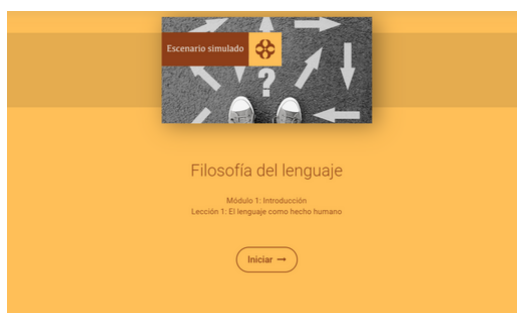 Escenario simulado
?
Filosofía del lenguaje
Módulo 1: Introducción
Lección 1: El lenguaje como hecho humano
Iniciar →